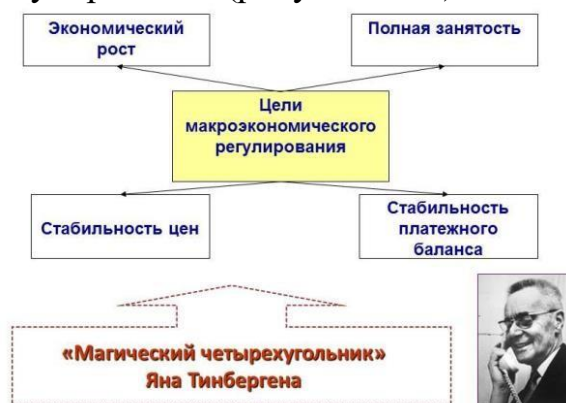 Экономический
рост
Полная занятость
Цели
макроэкономического
регулирования
Стабильность цен
Стабильность
платежного
баланса
«Магический четырехугольник»
Яна Тинбергена